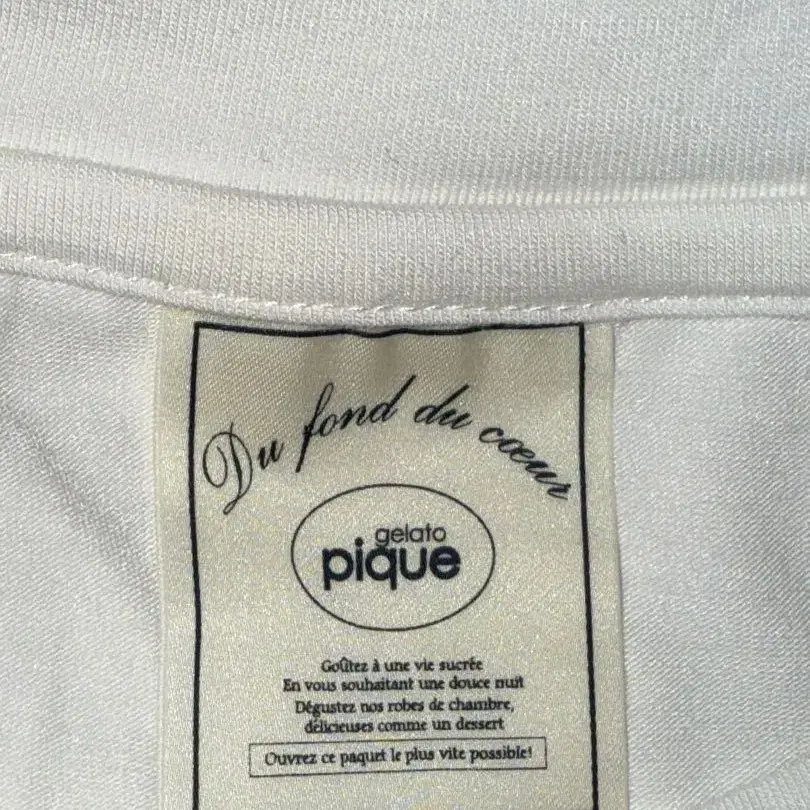 Du fond du cœur
gelato
pique
Goûtez à une vie sucrée
En vous souhaitant une douce nuit
Dégustez nos robes de chambre,
délicieuses comme un dessert
Ouvrez ce paquet le plus vite possible!